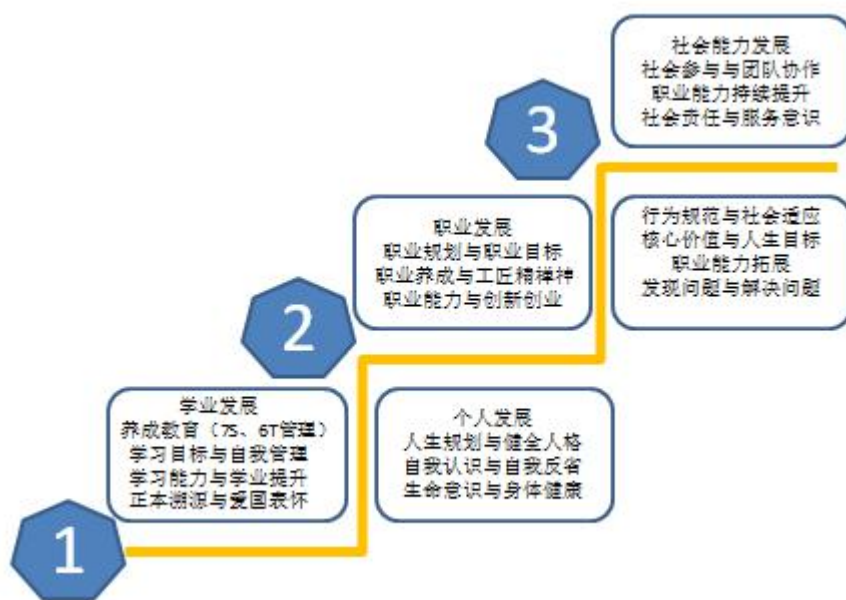 社会能力发展
社会参与与团队协作
职业能力持续提升
社会责任与服务意识
3
行为规范与社会适应
核心价值与人生目标
职业能力拓展
发现问题与解决问题
职业发展
职业规划与职业目标
职业养成与工匠精禅神
职业能力与创新创业
2
学业发展
养成教育（7S、6T管理）
学习目标与自我管理
学习能力与学业提升
正本溯源与爱国表怀
个人发展
人生规划与健全人格
自我认识与自我反省
生命意识与身体健康
1